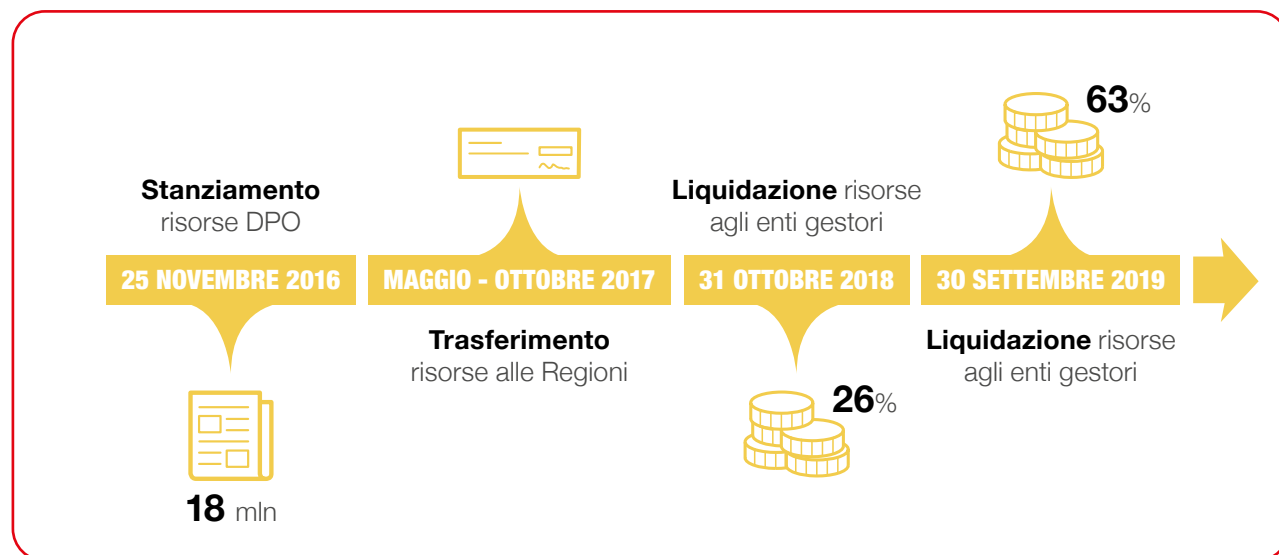 Stanziamento
risorse DPO
25 NOVEMBRE 2016
18 mln
MAGGIO - OTTOBRE 2017
Trasferimento
risorse alle Regioni
Liquidazione risorse
agli enti gestori
31 OTTOBRE 2018
26%
63%
30 SETTEMBRE 2019
Liquidazione risorse
agli enti gestori